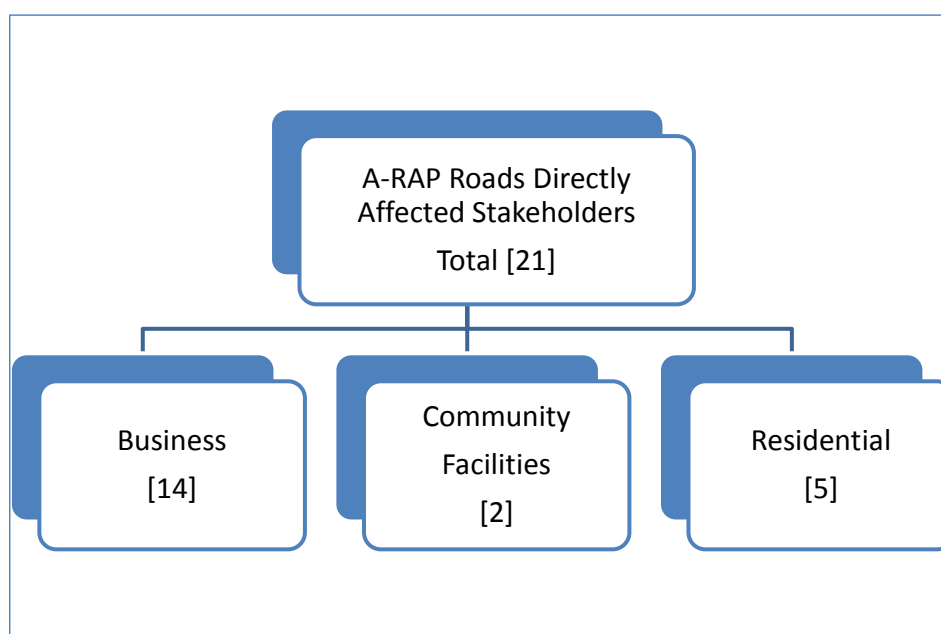 A-RAP Roads Directly
Affected Stakeholders
Total [21]
Business
[14]
Community
Facilities
[2]
Residential
[5]